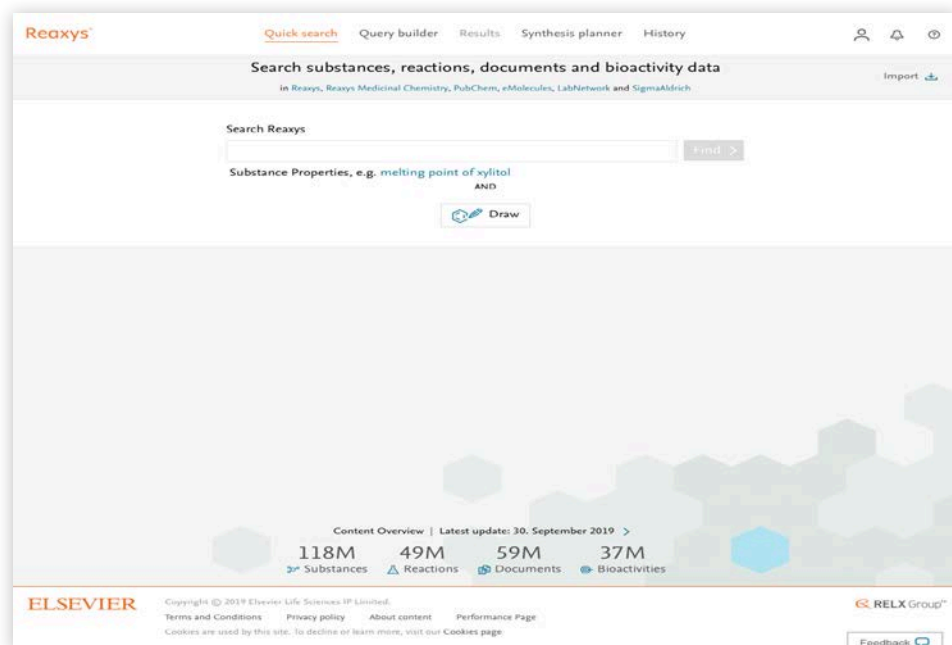 Reaxys®
Quick search Query builder Results Synthesis planner History
Search substances, reactions, documents and bioactivity data
Import
in Reaxys, Reaxys Medicinal Chemistry, PubChem, eMolecules, LabNetwork and SigmaAldrich
Search Reaxys
Find >
Substance Properties, e.g. melting point of xylitol
AND
Draw
Content Overview | Latest update: 30. September 2019 >
118M 49M 59M 37M
Substances Reactions Documents Bioactivities
ELSEVIER
Copyright © 2019 Elsevier Life Sciences IP Limited.
RELX Group™
Terms and Conditions Privacy policy About content Performance Page
Cookies are used by this site. To decline or learn more, visit our Cookies page
Feedback